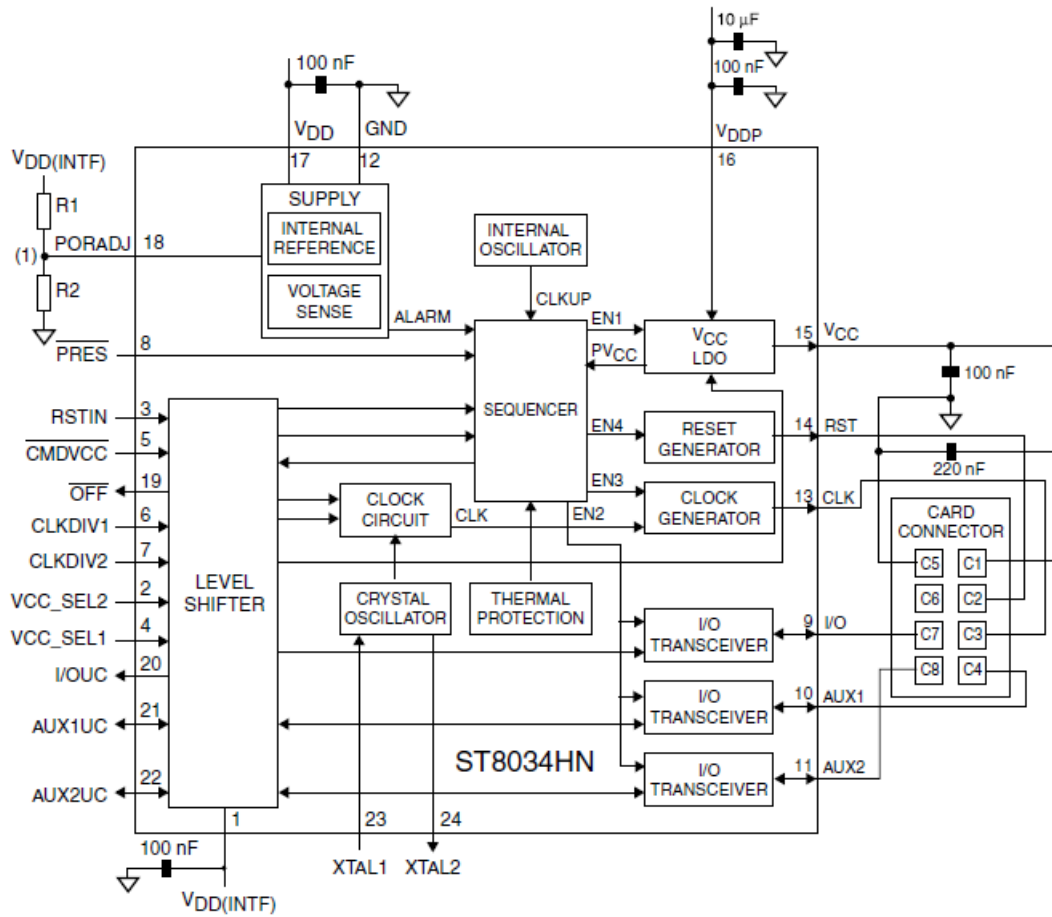 10 µF
100 nF
100 nF
VDD
GND
VDDP
17
12
16
VDD(INTF)
R1
(1)
PORADJ
18
R2
SUPPLY
INTERNAL
REFERENCE
VOLTAGE
SENSE
INTERNAL
OSCILLATOR
CLKUP
ALARM
EN1
VCC
LDO
15
VCC
PVCC
100 nF
PRES
8
SEQUENCER
RSTIN
3
CMDVCC
5
OFF
19
CLKDIV1
6
CLKDIV2
7
VCC_SEL2
2
VCC_SEL1
4
I/OUC
20
AUX1UC
21
AUX2UC
22
LEVEL
SHIFTER
EN4
RESET
GENERATOR
14
RST
220 nF
EN3
EN2
CLOCK
CIRCUIT
CLK
CLOCK
GENERATOR
13
CLK
CARD
CONNECTOR
C5
C1
C6
C2
C7
C3
C8
C4
CRYSTAL
OSCILLATOR
THERMAL
PROTECTION
I/O
TRANSCEIVER
9
I/O
I/O
TRANSCEIVER
10
AUX1
I/O
TRANSCEIVER
11
AUX2
ST8034HN
1
23
24
100 nF
XTAL1
XTAL2
VDD(INTF)